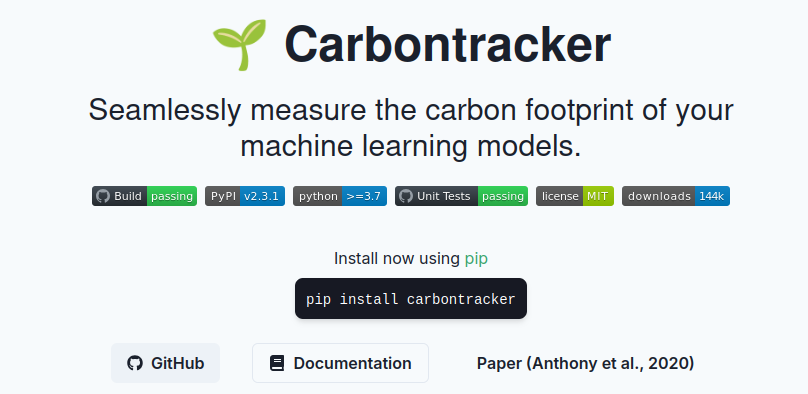 Carbontracker
Seamlessly measure the carbon footprint of your
machine learning models.
Build passing PyPI v2.3.1 python >=3.7 Unit Tests passing license MIT downloads 144k
Install now using pip
pip install carbontracker
GitHub Documentation Paper (Anthony et al., 2020)